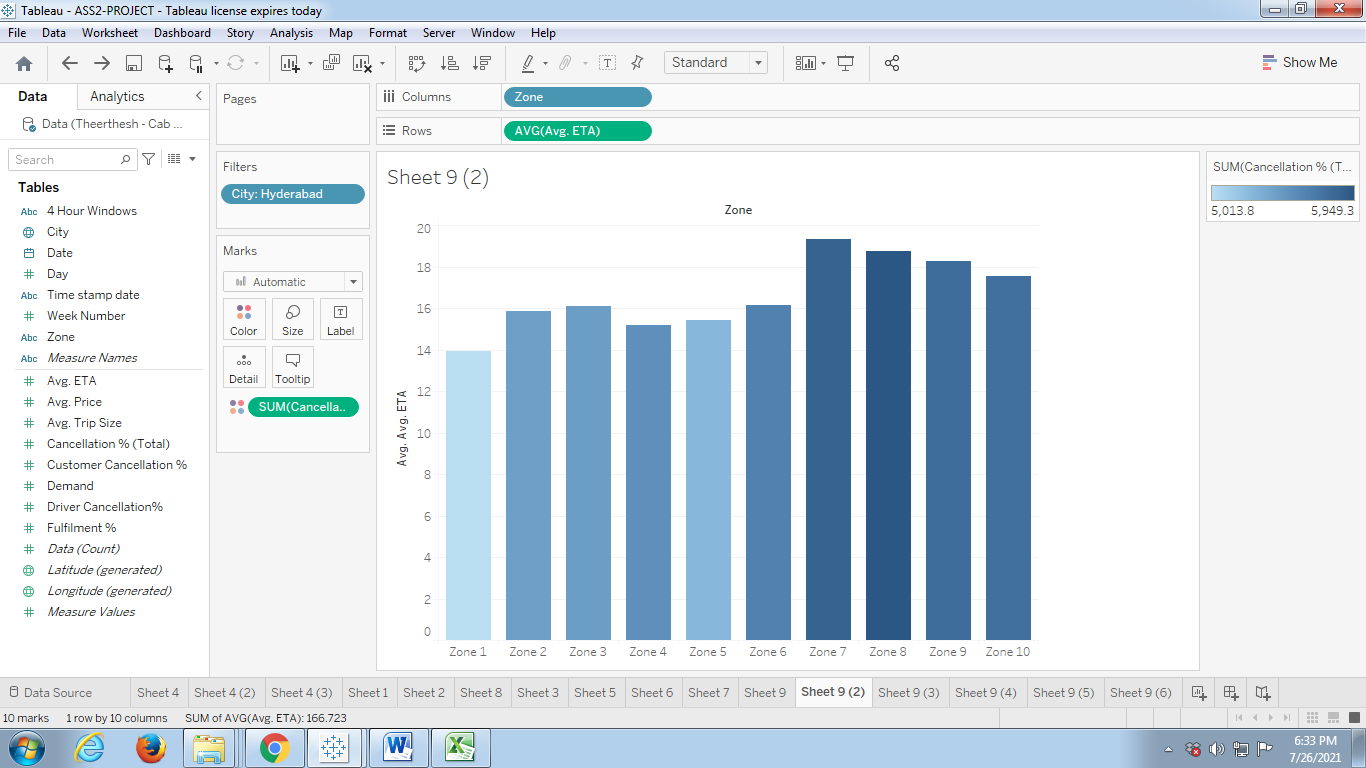 Tableau - ASS2-PROJECT - Tableau license expires today
File Data Worksheet Dashboard Story Analysis Map Format Server Window Help
Standard
Show Me
Data Analytics
Data (Theerthesh - Cab ...
Search
Tables
Abc 4 Hour Windows
City
Date
# Day
Abc Time stamp date
# Week Number
Abc Zone
Abc Measure Names
# Avg. ETA
# Avg. Price
# Avg. Trip Size
# Cancellation % (Total)
# Customer Cancellation %
# Demand
# Driver Cancellation%
# Fulfilment %
# Data (Count)
Latitude (generated)
Longitude (generated)
# Measure Values
Pages
Filters
City: Hyderabad
Marks
Automatic
Color Size Label
Detail Tooltip
SUM(Cancella..
Columns Zone
Rows AVG(Avg. ETA)
Sheet 9 (2)
Zone
Avg. Avg. ETA
20
18
16
14
12
10
8
6
4
2
0
Zone 1 Zone 2 Zone 3 Zone 4 Zone 5 Zone 6 Zone 7 Zone 8 Zone 9 Zone 10
SUM(Cancellation % (T...
5,013.8 5,949.3
Data Source Sheet 4 Sheet 4 (2) Sheet 4 (3) Sheet 1 Sheet 2 Sheet 8 Sheet 3 Sheet 5 Sheet 6 Sheet 7 Sheet 9 Sheet 9 (2) Sheet 9 (3) Sheet 9 (4) Sheet 9 (5) Sheet 9 (6)
10 marks 1 row by 10 columns SUM of AVG(Avg. ETA): 166.723
6:33 PM
7/26/2021